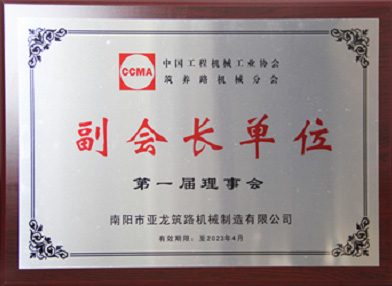 CCMA
中国工程机械工业协会
筑养路机械分会
副会长单位
第一届理事会
南阳市亚龙筑路机械制造有限公司
有效期限：至2023年4月